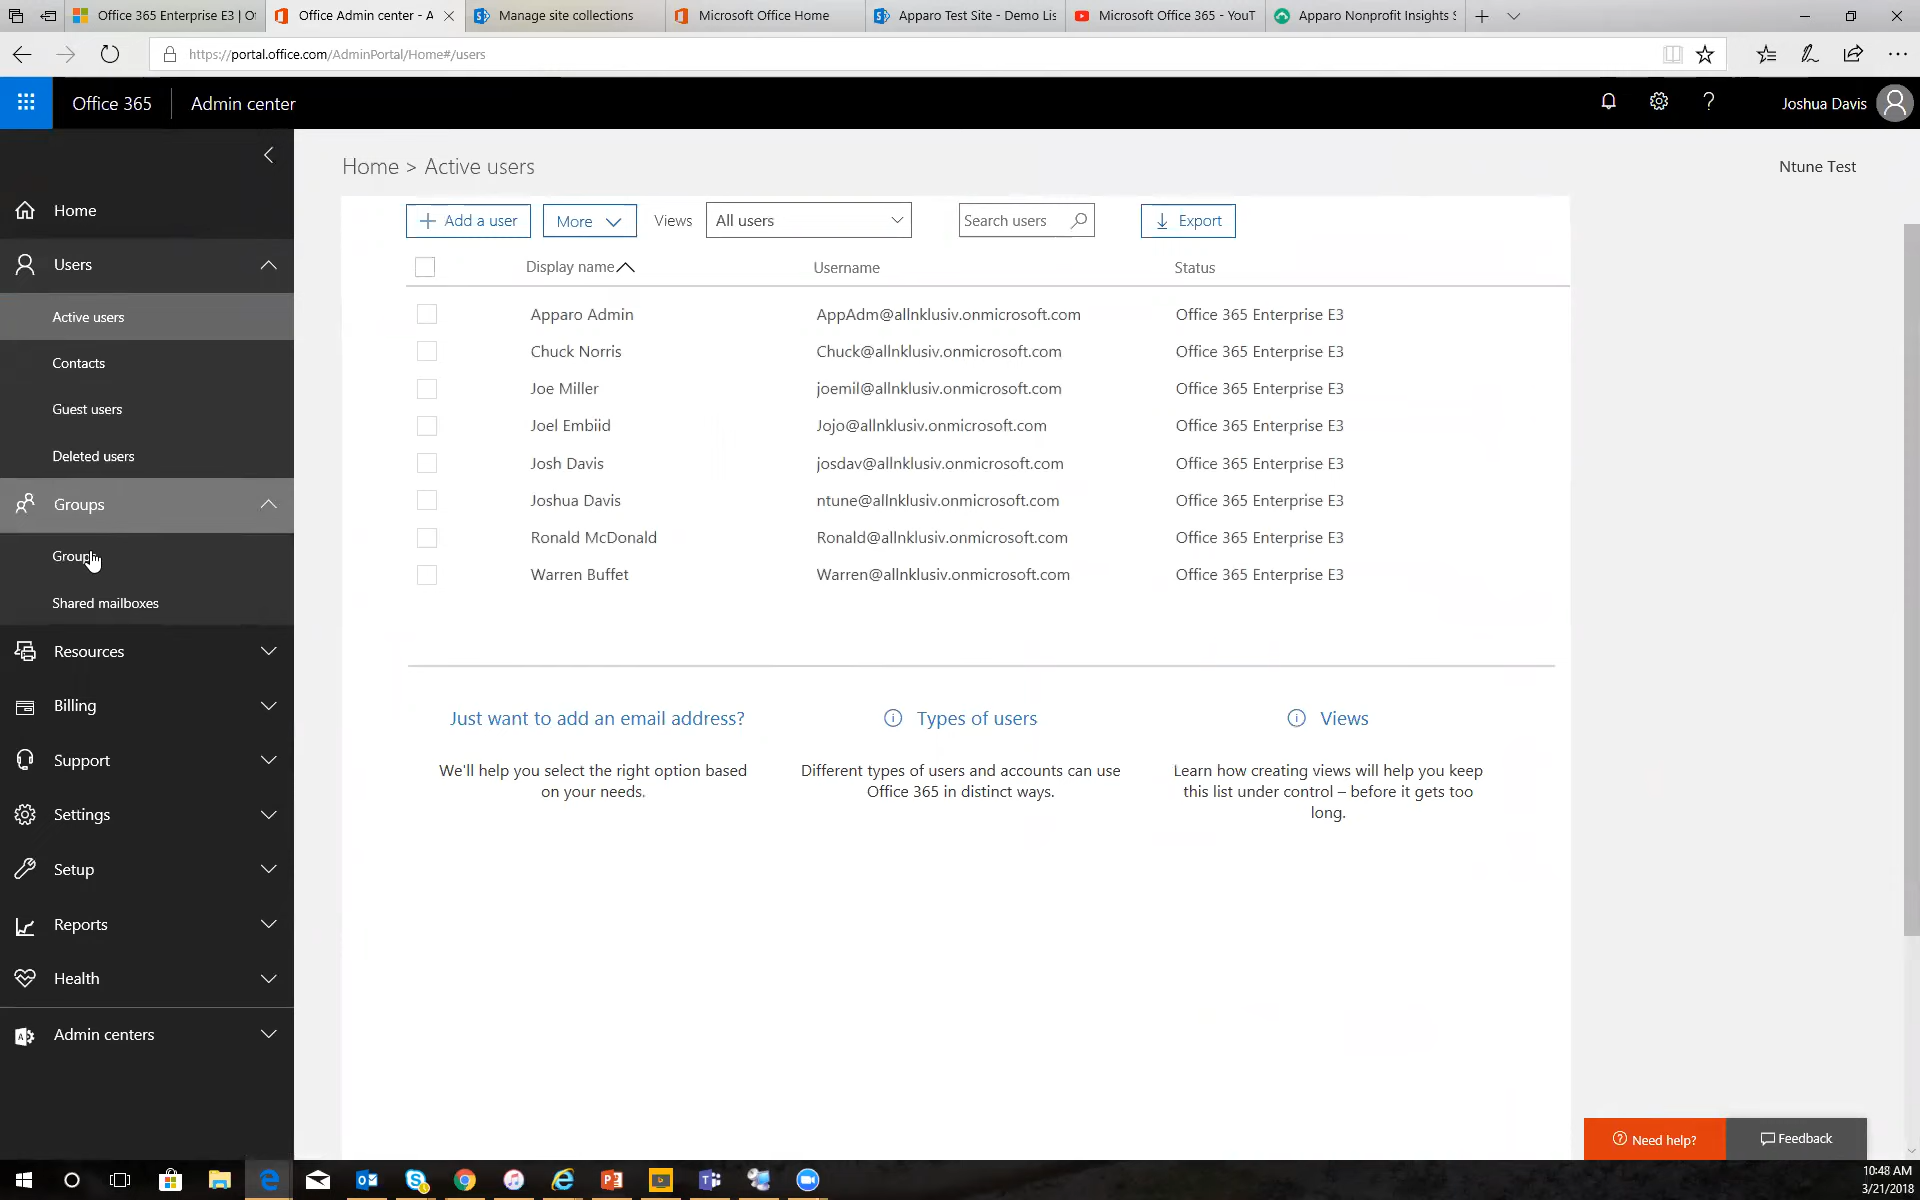 Office 365 Enterprise E3 | O
Office Admin center - A
Manage site collections
Microsoft Office Home
Apparo Test Site - Demo Lis
Microsoft Office 365 - YouT
Apparo Nonprofit Insights S
https://portal.office.com/AdminPortal/Home#/users
Office 365
Admin center
Joshua Davis
Home > Active users
Ntune Test
Home
Users
Active users
Contacts
Guest users
Deleted users
Groups
Groups
Shared mailboxes
Resources
Billing
Support
Settings
Setup
Reports
Health
Admin centers
Add a user More Views All users Search users Export
Display name Username Status
Apparo Admin AppAdm@allnklusiv.onmicrosoft.com Office 365 Enterprise E3
Chuck Norris Chuck@allnklusiv.onmicrosoft.com Office 365 Enterprise E3
Joe Miller joemil@allnklusiv.onmicrosoft.com Office 365 Enterprise E3
Joel Embiid Jojo@allnklusiv.onmicrosoft.com Office 365 Enterprise E3
Josh Davis josdav@allnklusiv.onmicrosoft.com Office 365 Enterprise E3
Joshua Davis ntune@allnklusiv.onmicrosoft.com Office 365 Enterprise E3
Ronald McDonald Ronald@allnklusiv.onmicrosoft.com Office 365 Enterprise E3
Warren Buffet Warren@allnklusiv.onmicrosoft.com Office 365 Enterprise E3
Just want to add an email address?
We'll help you select the right option based
on your needs.
Types of users
Different types of users and accounts can use
Office 365 in distinct ways.
Views
Learn how creating views will help you keep
this list under control – before it gets too
long.
Need help?
Feedback
10:48 AM
3/21/2018